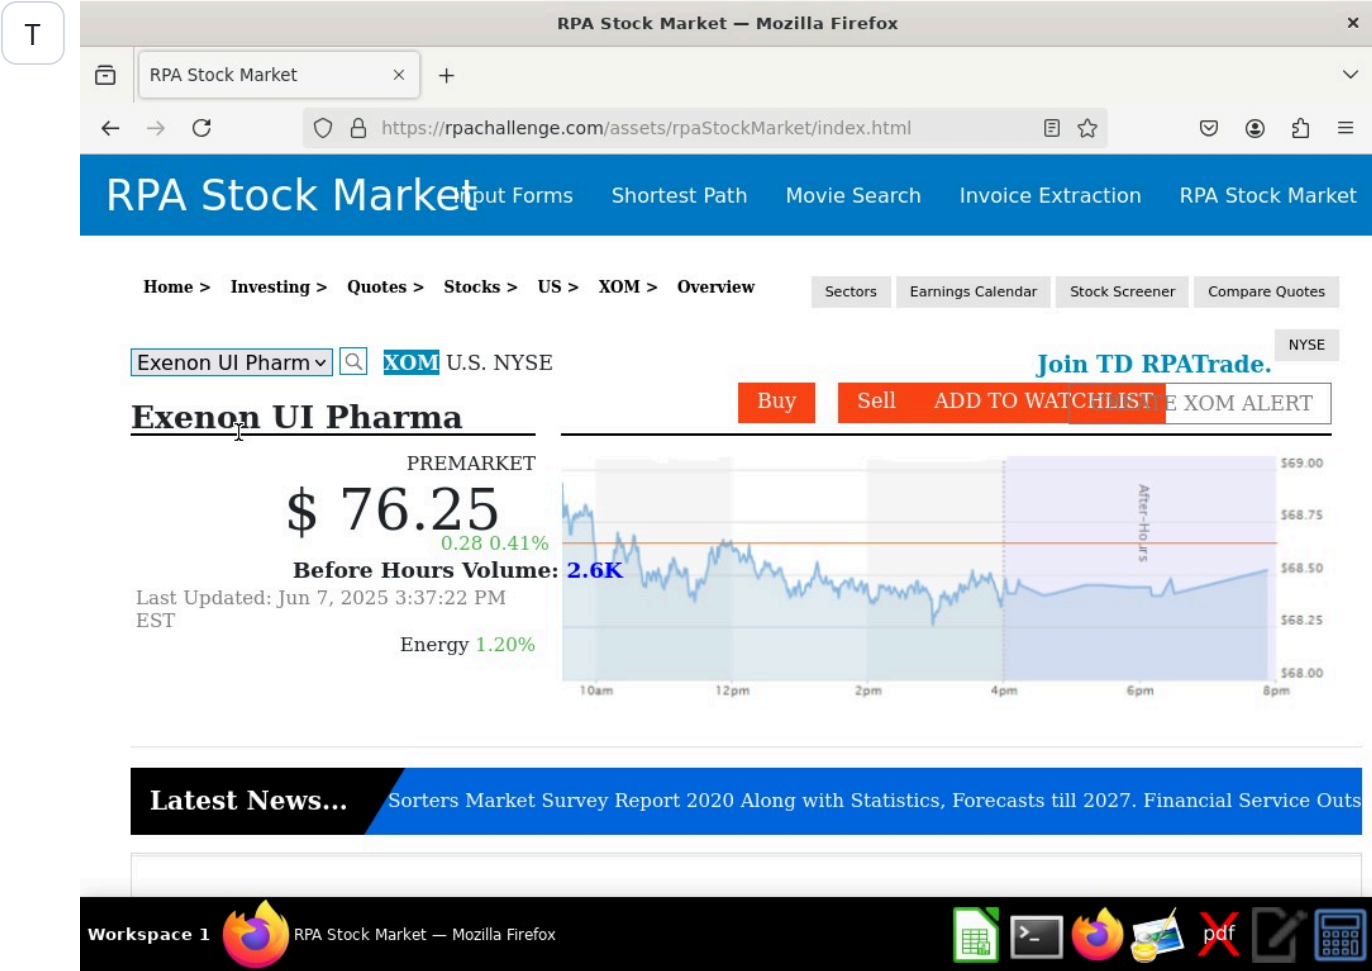 T
RPA Stock Market — Mozilla Firefox
RPA Stock Market
https://rpachallenge.com/assets/rpaStockMarket/index.html
RPA Stock Market Input Forms Shortest Path Movie Search Invoice Extraction RPA Stock Market
Home > Investing > Quotes > Stocks > US > XOM > Overview
Sectors Earnings Calendar Stock Screener Compare Quotes
NYSE
Exenon UI Pharm XOM U.S. NYSE
Join TD RPATrade.
Buy Sell ADD TO WATCHLIST CREATE XOM ALERT
Exenon UI Pharma
PREMARKET
$ 76.25
0.28 0.41%
Before Hours Volume: 2.6K
Last Updated: Jun 7, 2025 3:37:22 PM
EST
Energy 1.20%
After-Hours
$69.00
$68.75
$68.50
$68.25
$68.00
10am 12pm 2pm 4pm 6pm 8pm
Latest News...
Sorters Market Survey Report 2020 Along with Statistics, Forecasts till 2027. Financial Service Outs
Workspace 1
RPA Stock Market — Mozilla Firefox
pdf